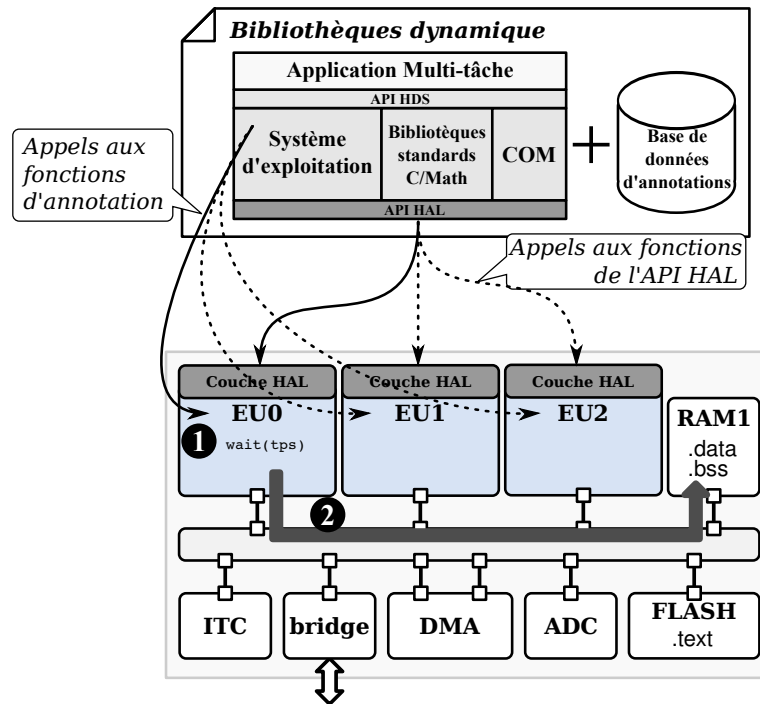 Bibliothèques dynamique
Application Multi-tâche
API HDS
Système
d'exploitation
Bibliotèques
standards
C/Math
COM
API HAL
Base de
données
d'annotations
Appels aux
fonctions
d'annotation
Appels aux fonctions
de l'API HAL
Couche HAL
EU0
1
wait(tps)
Couche HAL
EU1
Couche HAL
EU2
RAM1
.data
.bss
2
ITC
bridge
DMA
ADC
FLASH
.text